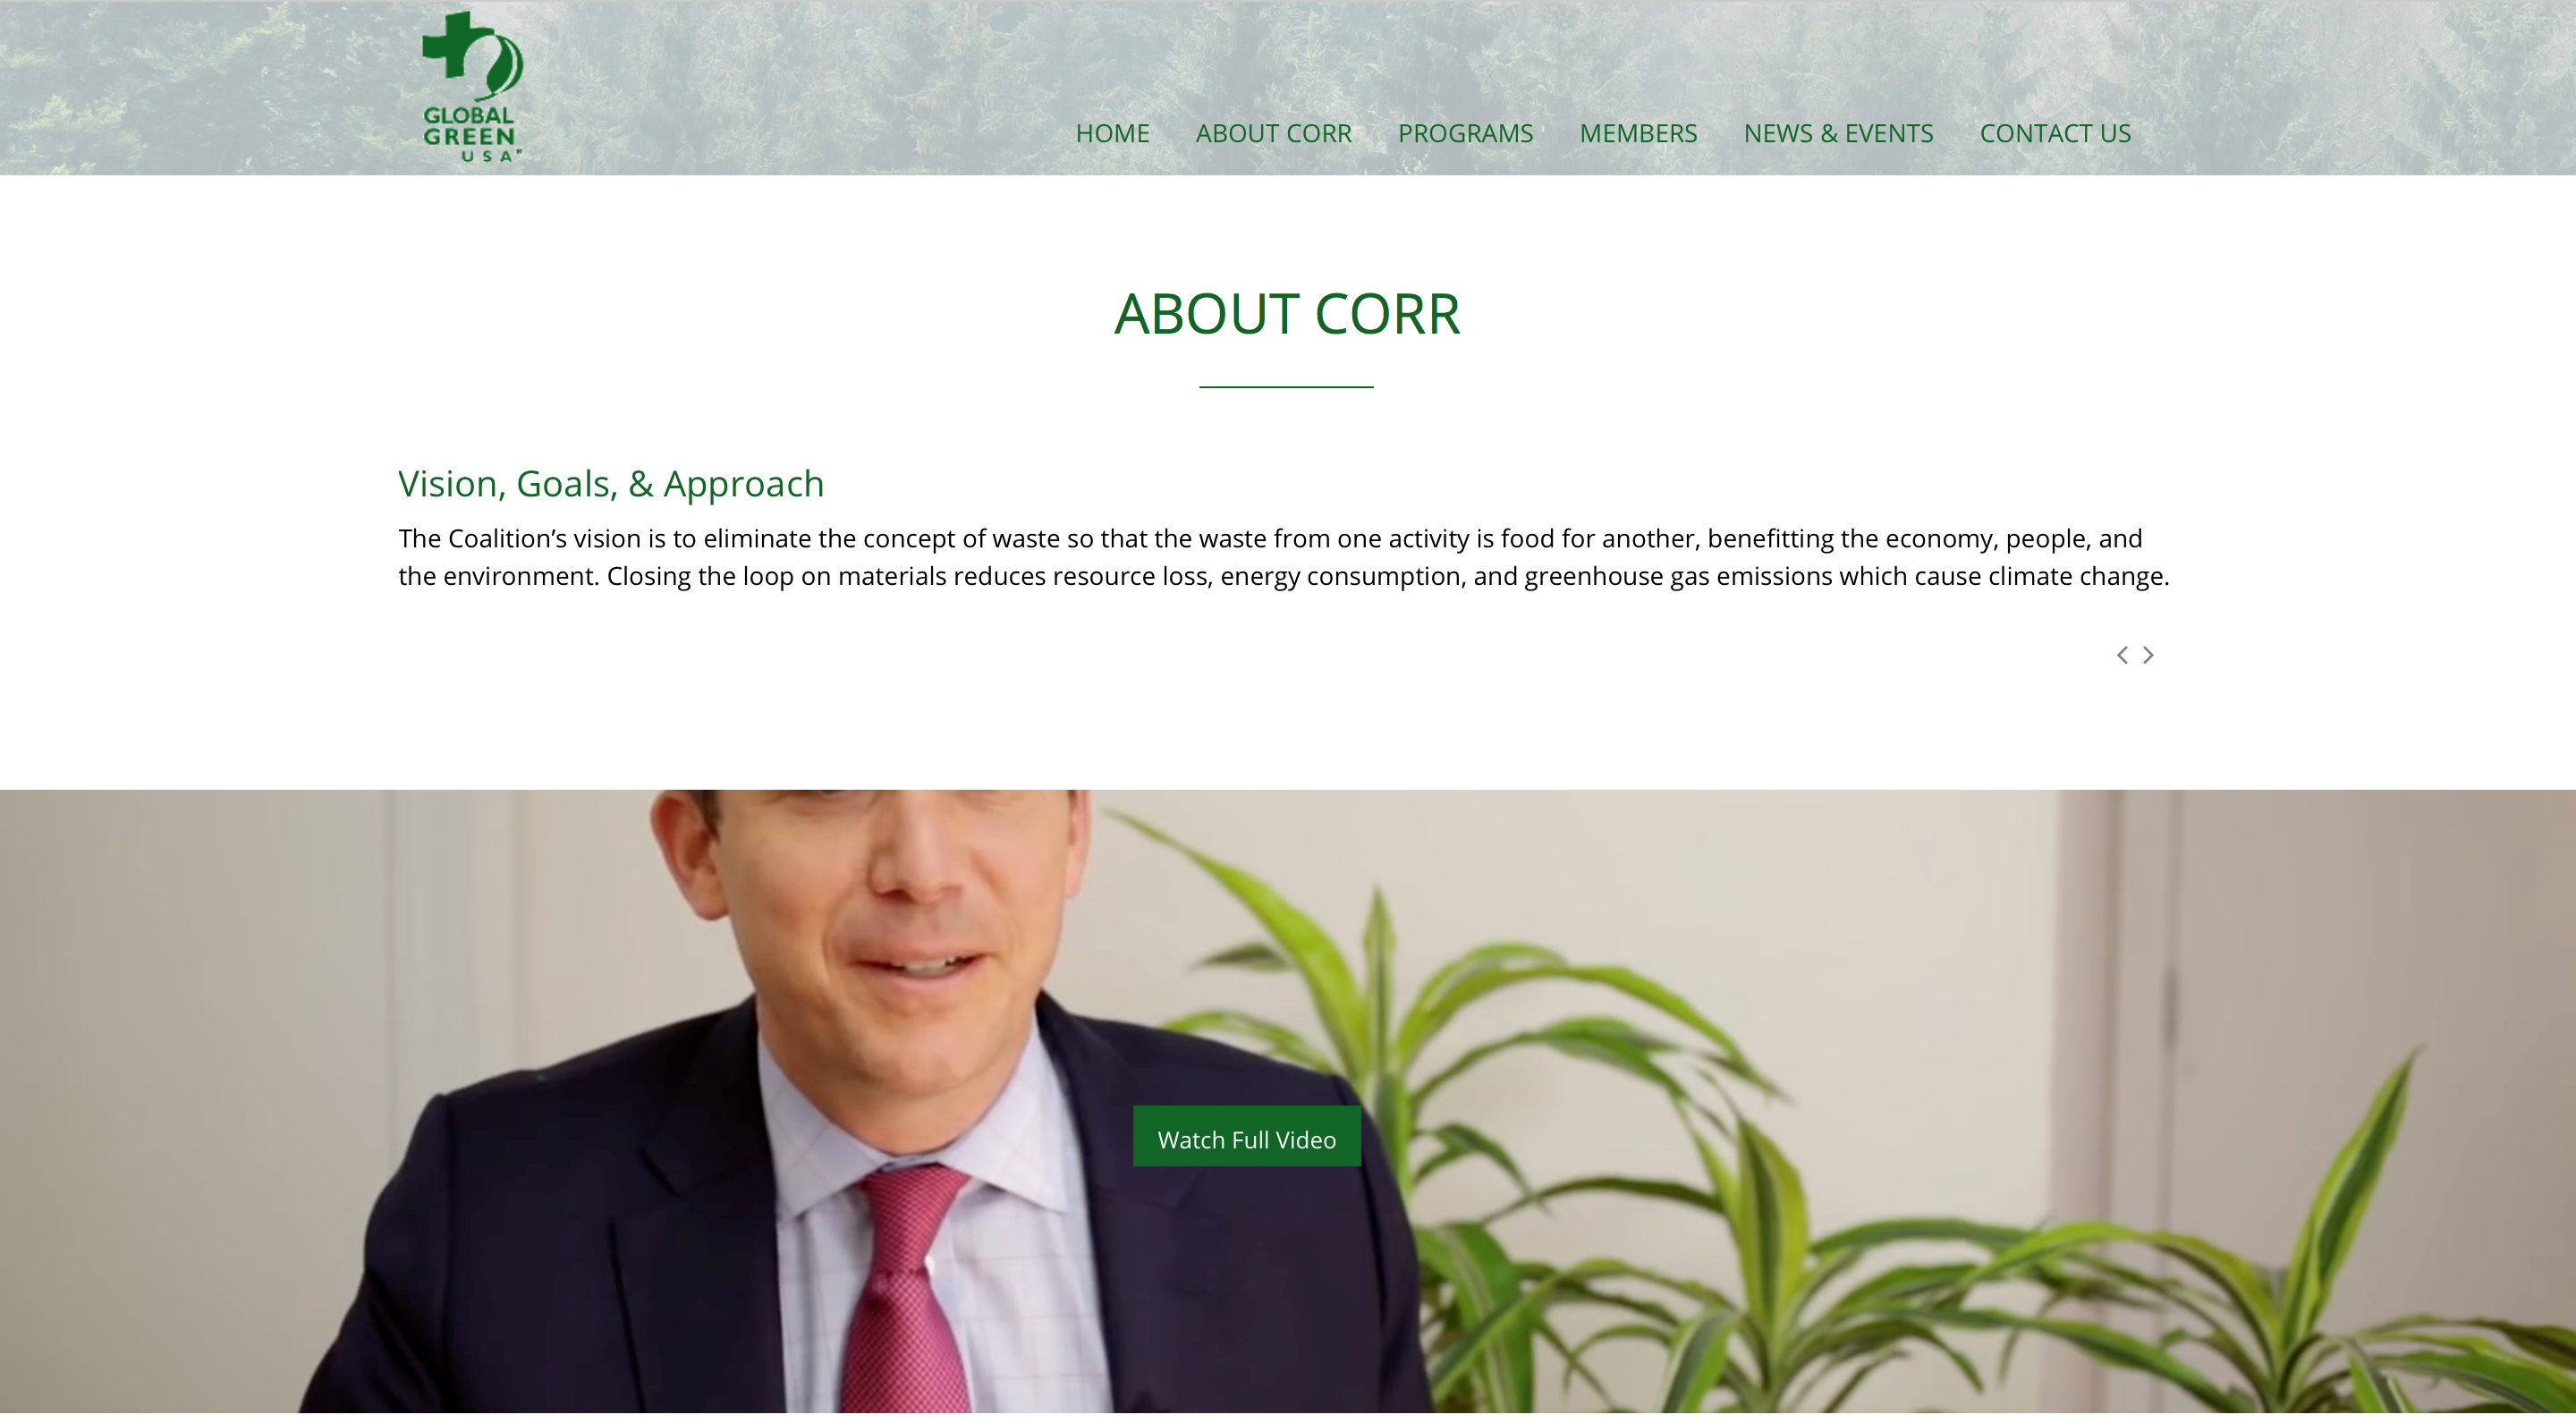 GLOBAL
GREEN
USA
HOME ABOUT CORR PROGRAMS MEMBERS NEWS & EVENTS CONTACT US
ABOUT CORR
Vision, Goals, & Approach
The Coalition’s vision is to eliminate the concept of waste so that the waste from one activity is food for another, benefitting the economy, people, and
the environment. Closing the loop on materials reduces resource loss, energy consumption, and greenhouse gas emissions which cause climate change.
Watch Full Video